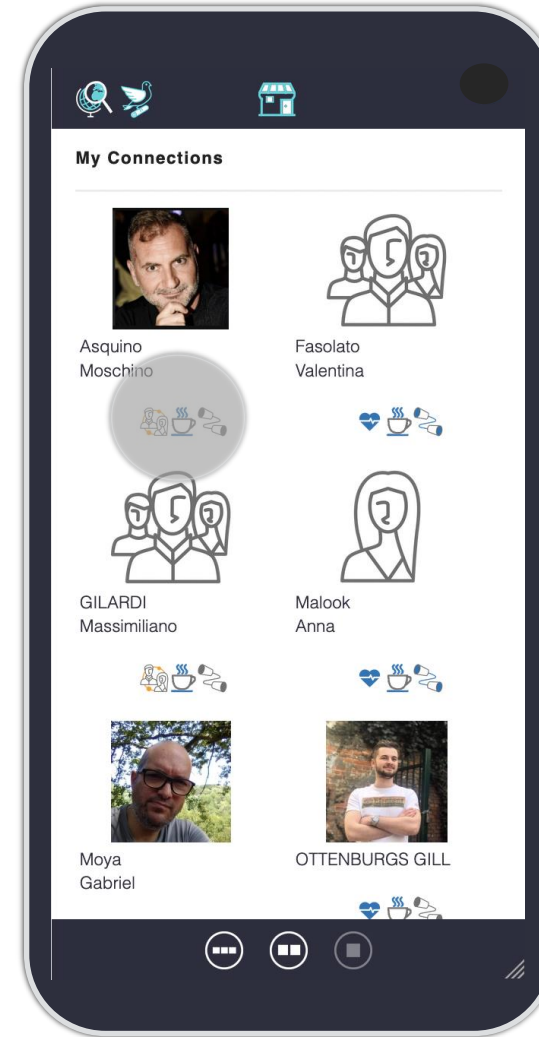 My Connections
Asquino
Moschino
Fasolato
Valentina
GILARDI
Massimiliano
Malook
Anna
Moya
Gabriel
OTTENBURGS GILL